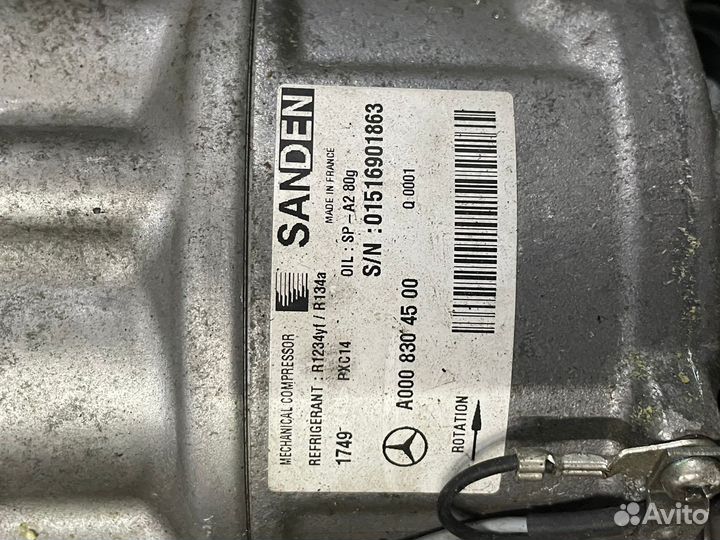 SANDEN
MADE IN FRANCE
MECHANICAL COMPRESSOR
REFRIGERANT : R1234yf / R134a
OIL : SP-A2 80g
1749
PXC14
S/N :01516901863
A000 830 45 00
Q 0001
ROTATION
Avito